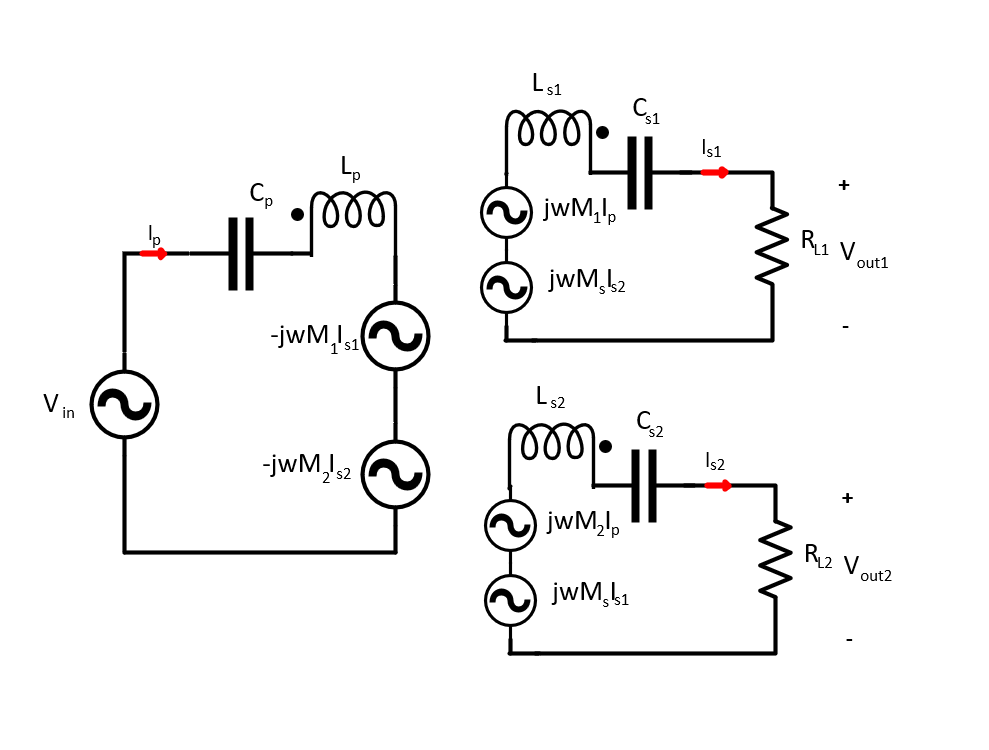 Lp
Cp
Ip
-jwM1Is1
Vin
-jwM2Is2
Ls1
Cs1
Is1
+
jwM1Ip
RL1
Vout1
jwMsIs2
-
Ls2
Cs2
Is2
+
jwM2Ip
RL2
Vout2
jwMsIs1
-